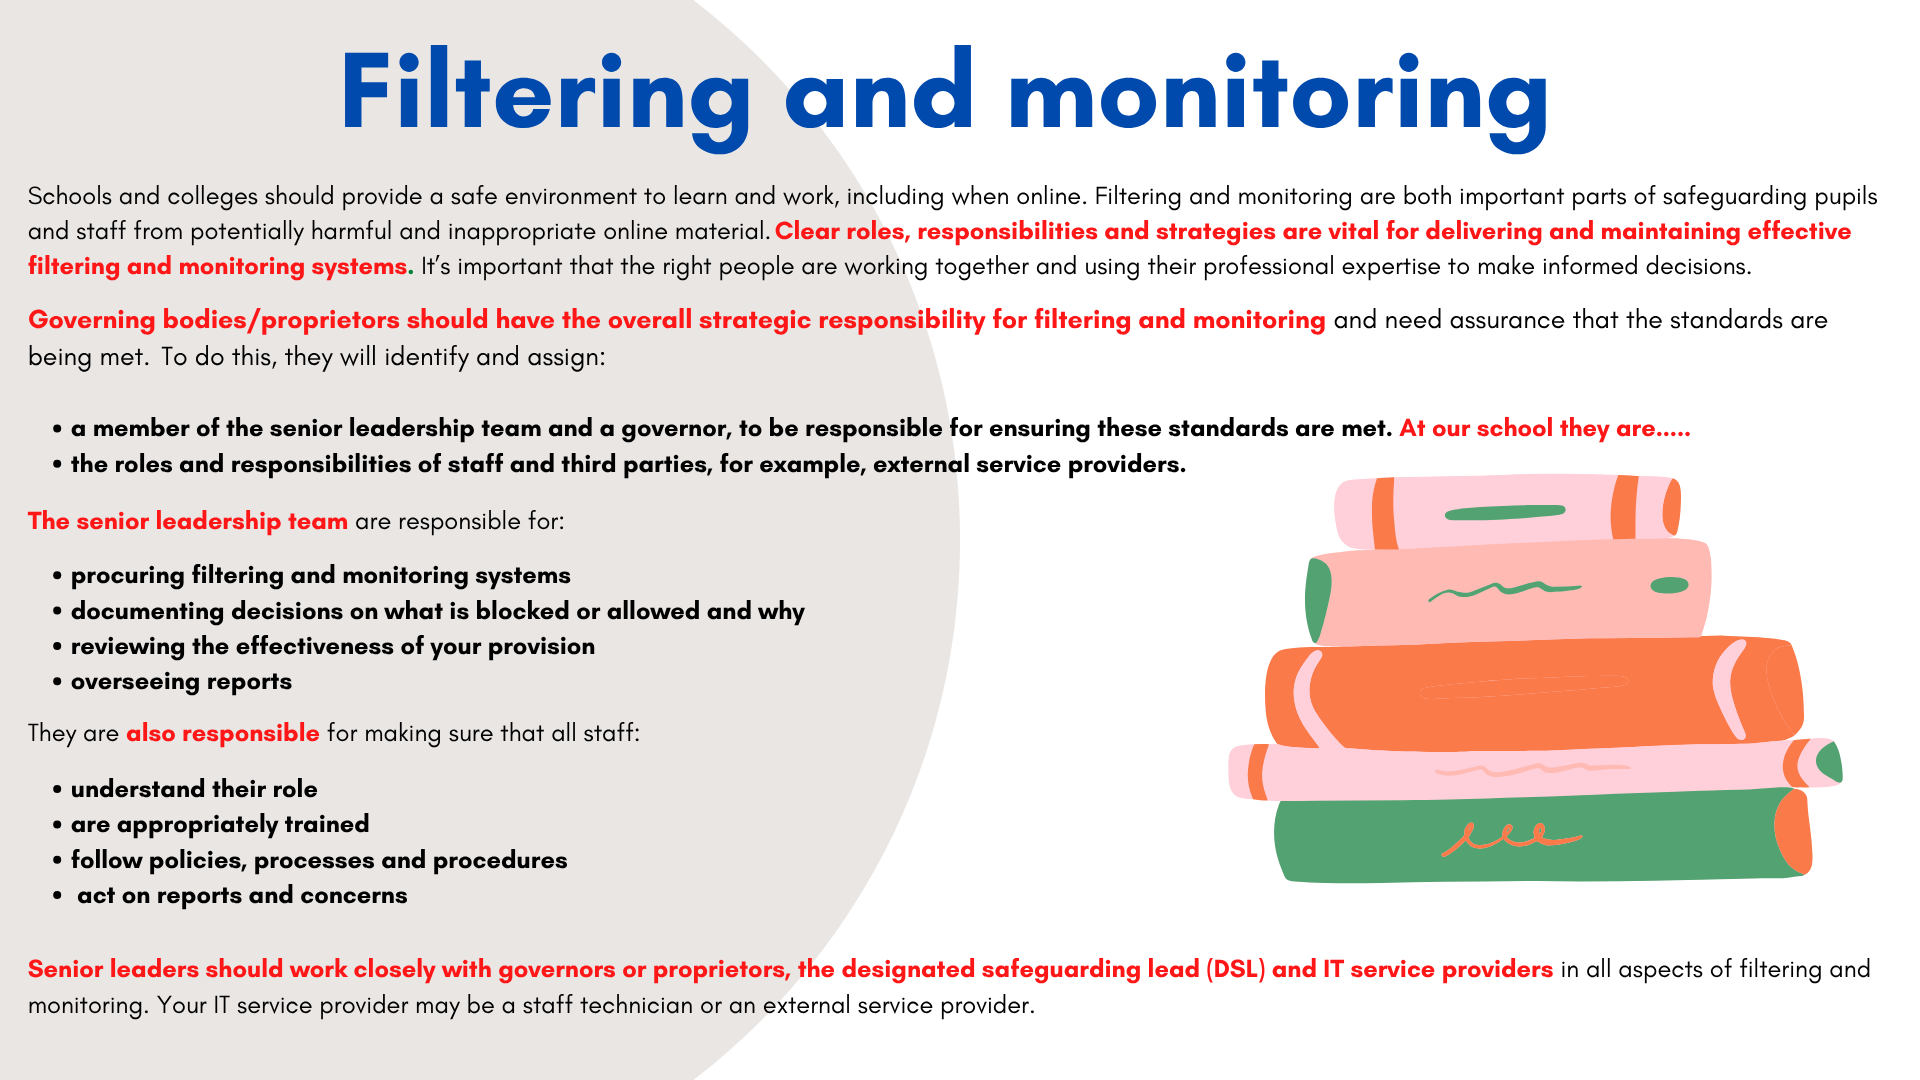 Filtering and monitoring
Schools and colleges should provide a safe environment to learn and work, including when online. Filtering and monitoring are both important parts of safeguarding pupils
and staff from potentially harmful and inappropriate online material. Clear roles, responsibilities and strategies are vital for delivering and maintaining effective
filtering and monitoring systems. It's important that the right people are working together and using their professional expertise to make informed decisions.
Governing bodies/proprietors should have the overall strategic responsibility for filtering and monitoring and need assurance that the standards are
being met. To do this, they will identify and assign:
• a member of the senior leadership team and a governor, to be responsible for ensuring these standards are met. At our school they are.....
• the roles and responsibilities of staff and third parties, for example, external service providers.
The senior leadership team are responsible for:
• procuring filtering and monitoring systems
• documenting decisions on what is blocked or allowed and why
• reviewing the effectiveness of your provision
• overseeing reports
They are also responsible for making sure that all staff:
• understand their role
• are appropriately trained
• follow policies, processes and procedures
• act on reports and concerns
Senior leaders should work closely with governors or proprietors, the designated safeguarding lead (DSL) and IT service providers in all aspects of filtering and
monitoring. Your IT service provider may be a staff technician or an external service provider.